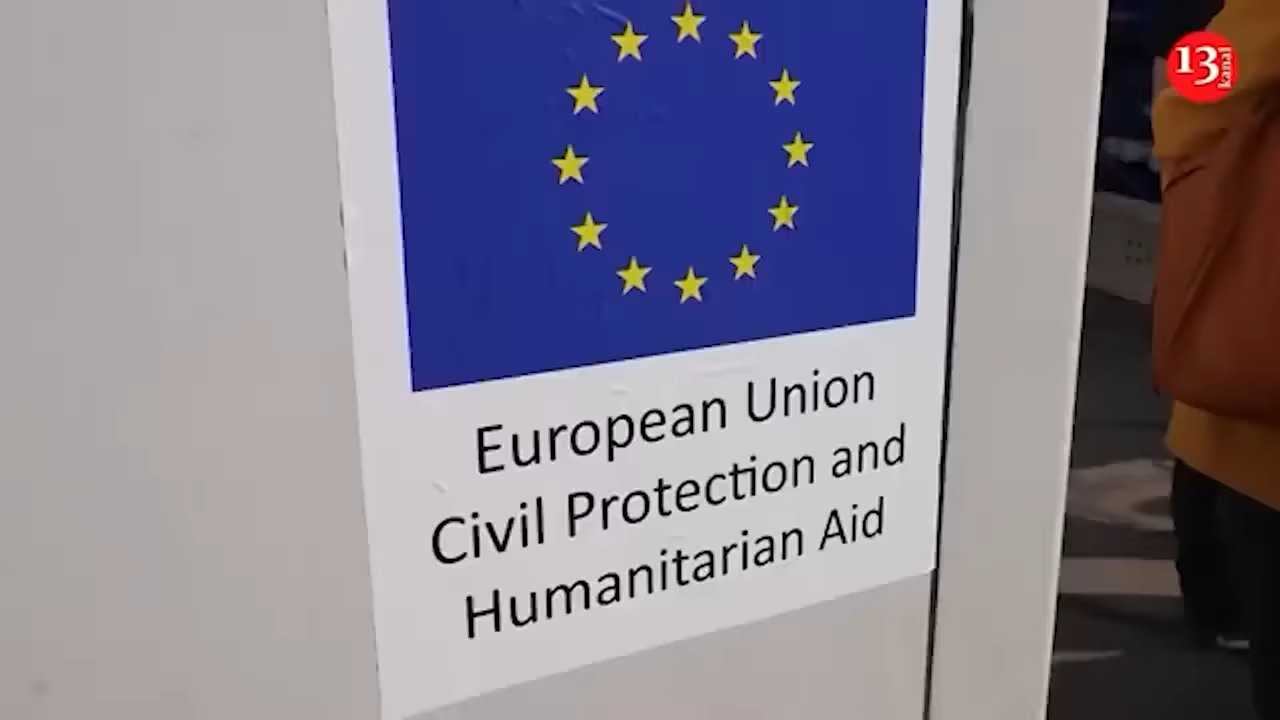 13
kanal
European Union
Civil Protection and
Humanitarian Aid